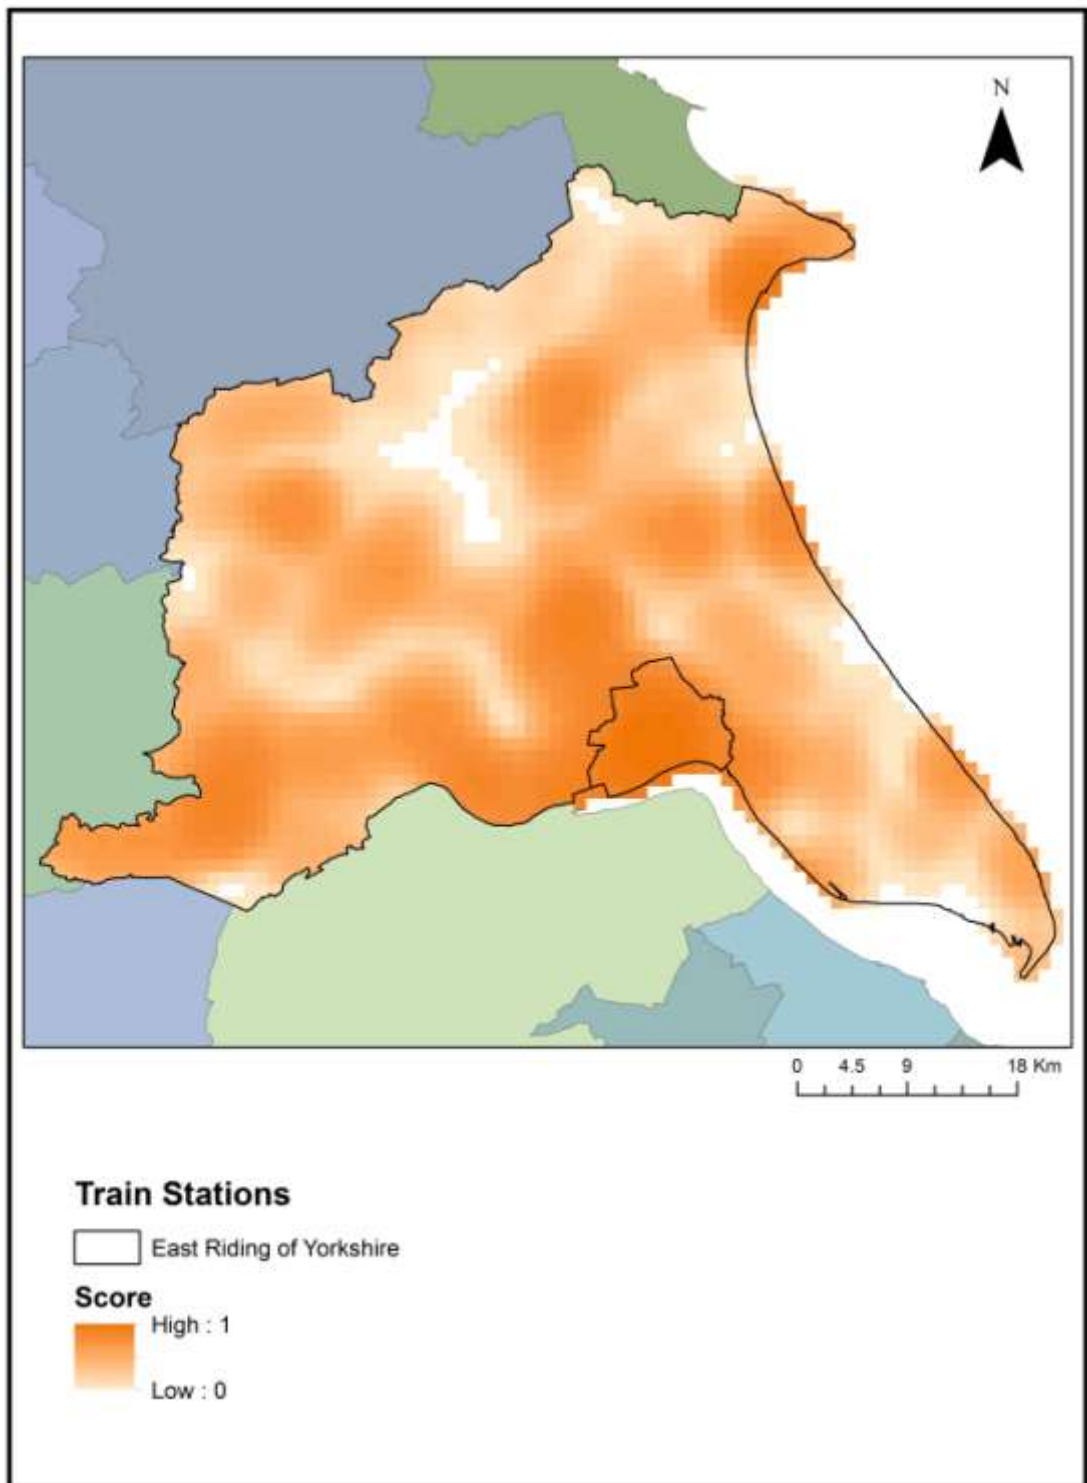 N
0 4.5 9 18 Km
Train Stations
East Riding of Yorkshire
Score
High : 1
Low : 0